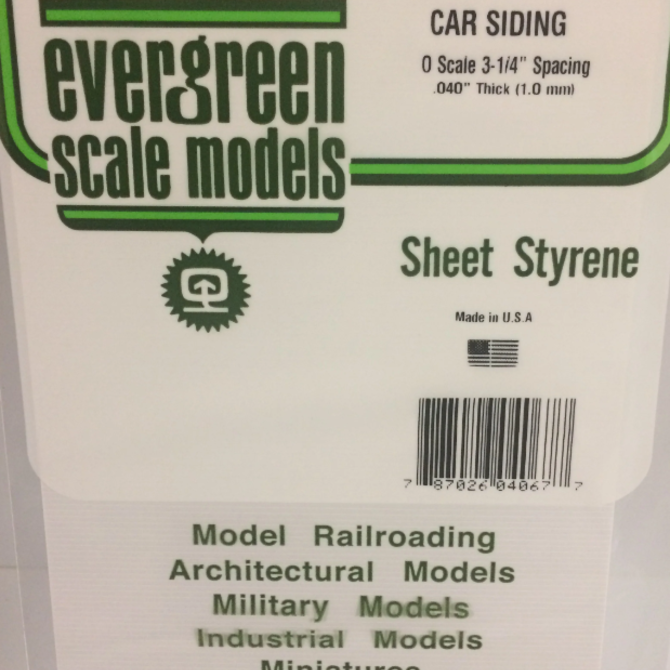 evergreen
scale models
CAR SIDING
O Scale 3-1/4" Spacing
.040" Thick (1.0 mm)
Sheet Styrene
Made in U.S.A
7 87026 04067 7
Model Railroading
Architectural Models
Military Models
Industrial Models
Miniatures